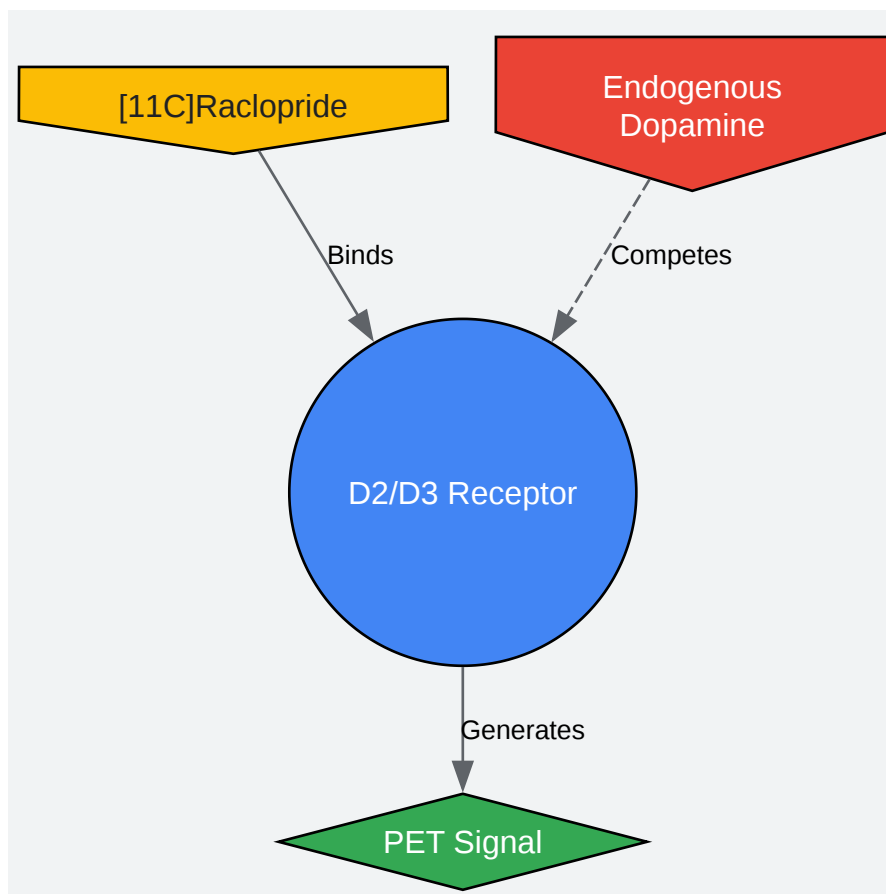 [11C]Raclopride
Endogenous
Dopamine
Binds
Competes
D2/D3 Receptor
Generates
PET Signal